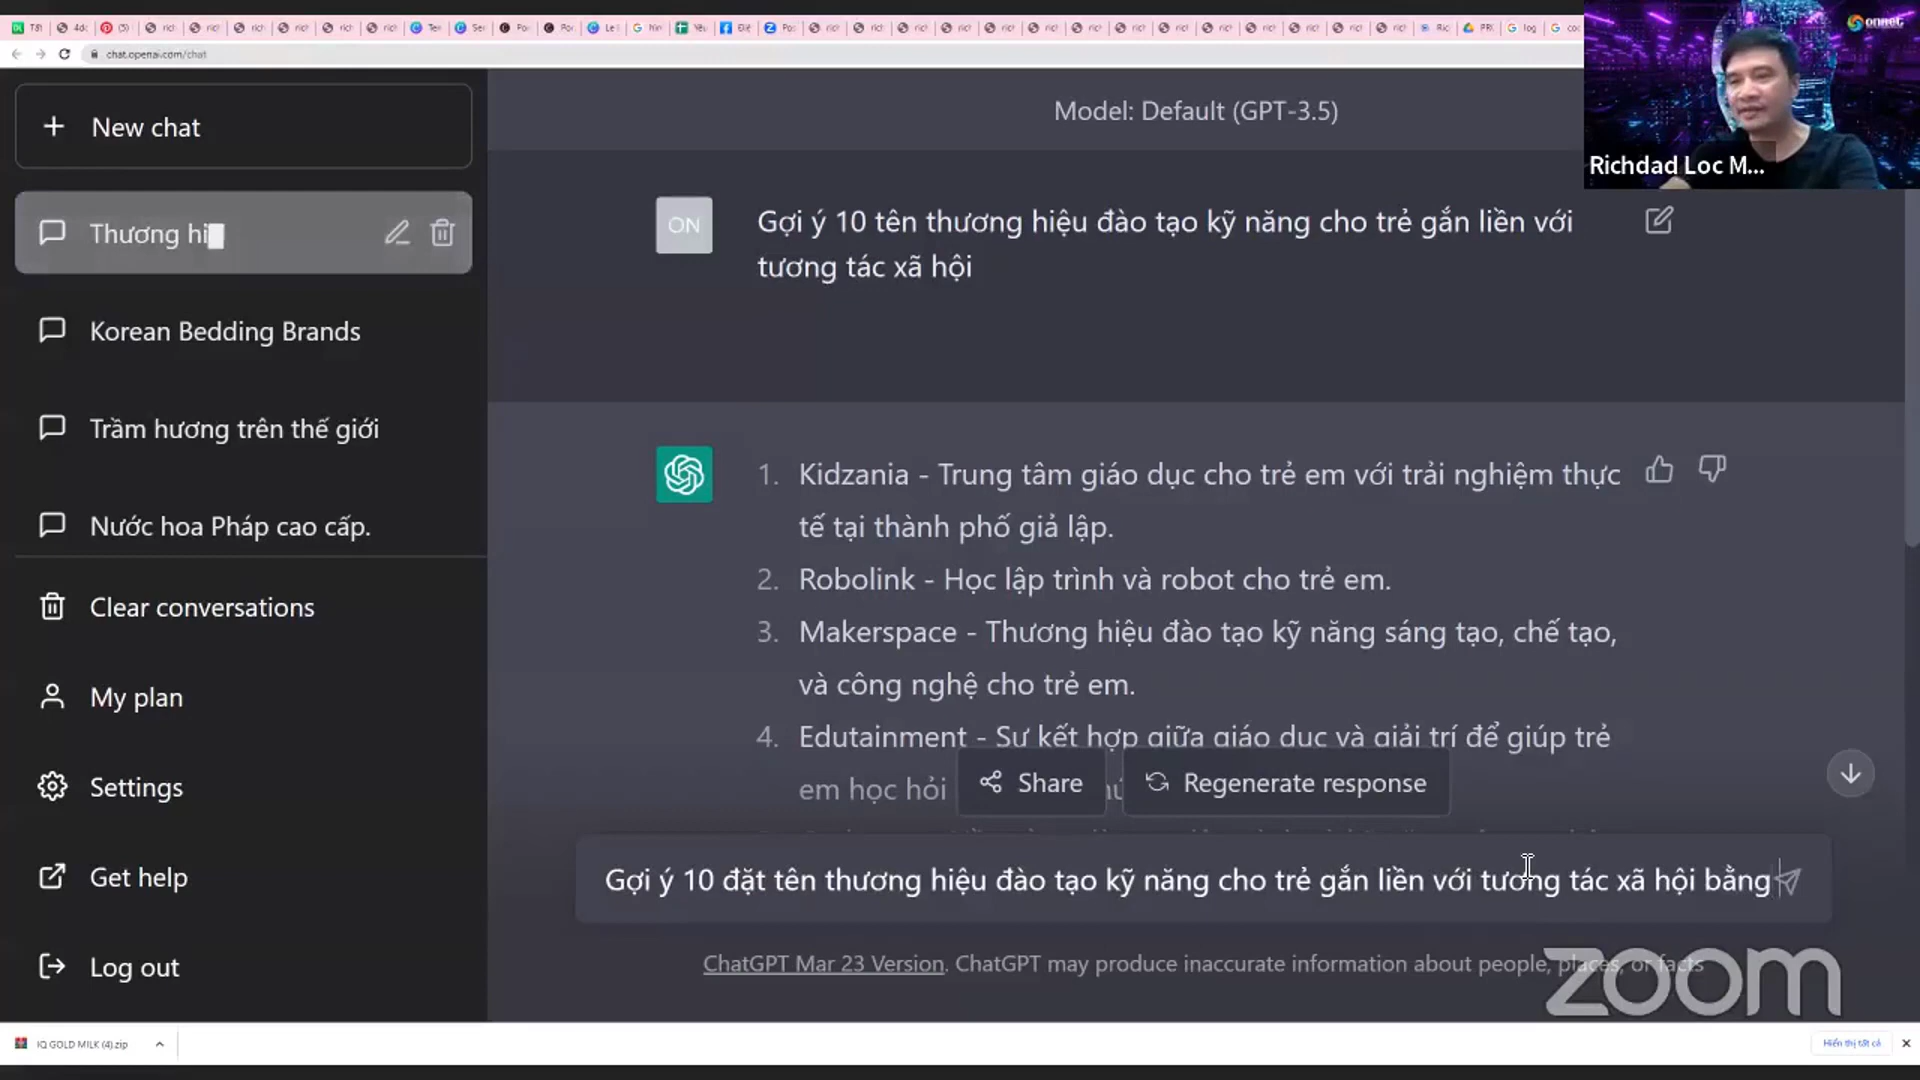 chat.openai.com/chat
onnet
New chat
Model: Default (GPT-3.5)
Richdad Loc M...
Thương hi
ON
Gợi ý 10 tên thương hiệu đào tạo kỹ năng cho trẻ gắn liền với
tương tác xã hội
Korean Bedding Brands
Trầm hương trên thế giới
Nước hoa Pháp cao cấp.
1. Kidzania - Trung tâm giáo dục cho trẻ em với trải nghiệm thực
tế tại thành phố giả lập.
2. Robolink - Học lập trình và robot cho trẻ em.
3. Makerspace - Thương hiệu đào tạo kỹ năng sáng tạo, chế tạo,
và công nghệ cho trẻ em.
4. Edutainment - Sự kết hợp giữa giáo dục và giải trí để giúp trẻ
em học hỏi
Clear conversations
My plan
Settings
Get help
Log out
Share
Regenerate response
Gợi ý 10 đặt tên thương hiệu đào tạo kỹ năng cho trẻ gắn liền với tương tác xã hội bằng
ChatGPT Mar 23 Version. ChatGPT may produce inaccurate information about people, places, or facts
zoom
IQ GOLD MILK (4).zip
Hiển thị tất cả